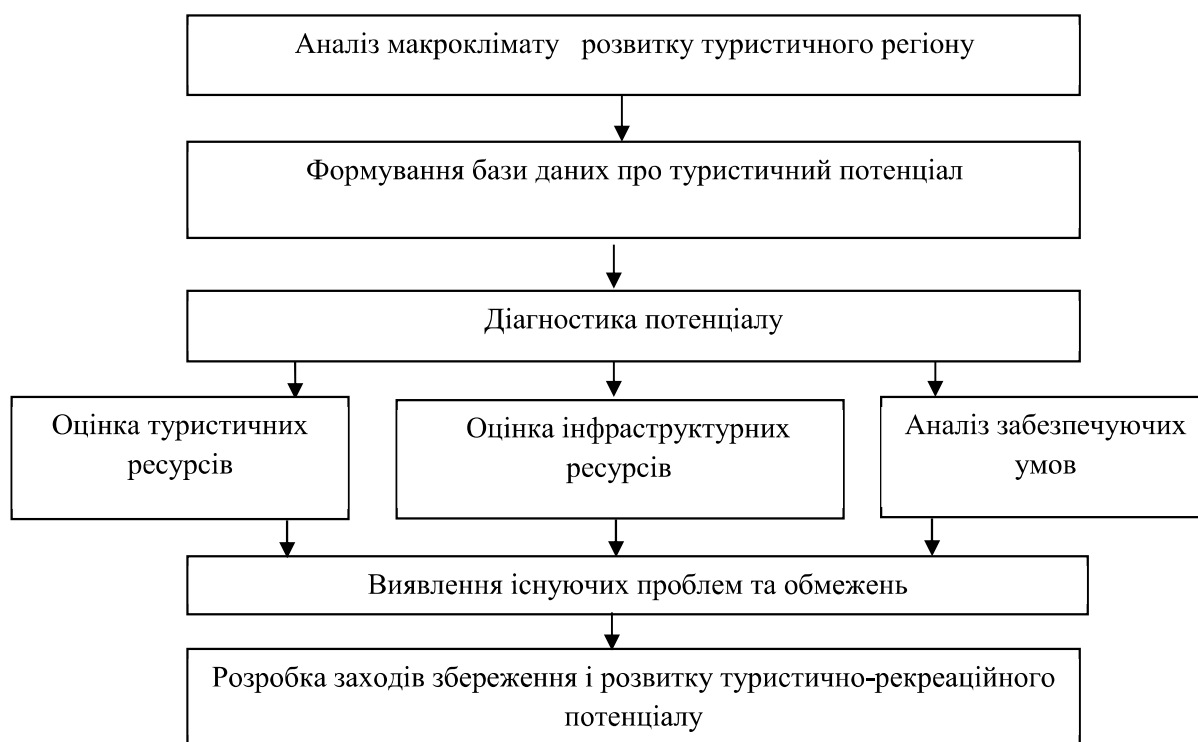 Аналіз макроклімату розвитку туристичного регіону
Формування бази даних про туристичний потенціал
Діагностика потенціалу
Оцінка туристичних
ресурсів
Оцінка інфраструктурних
ресурсів
Аналіз забезпечуючих
умов
Виявлення існуючих проблем та обмежень
Розробка заходів збереження і розвитку туристично-рекреаційного
потенціалу